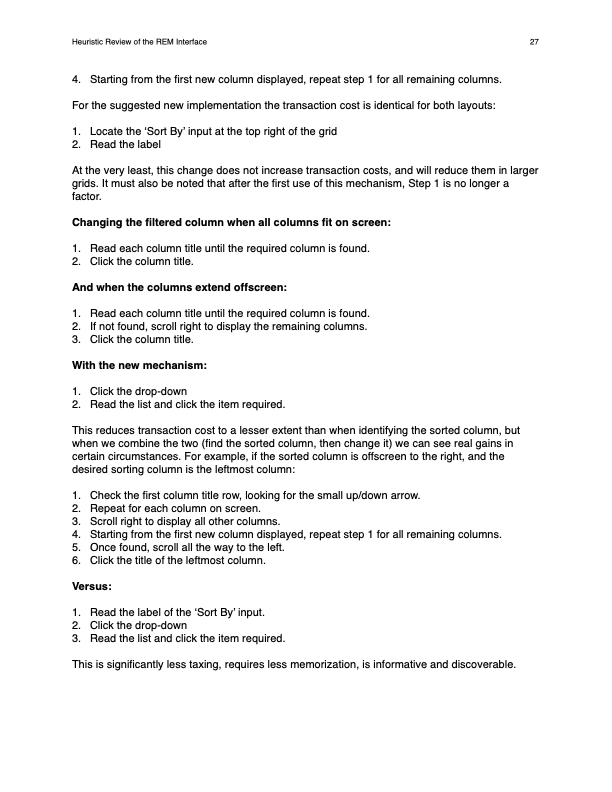 Heuristic Review of the REM Interface 27
4. Starting from the first new column displayed, repeat step 1 for all remaining columns.
For the suggested new implementation the transaction cost is identical for both layouts:
1. Locate the ‘Sort By’ input at the top right of the grid
2. Read the label
At the very least, this change does not increase transaction costs, and will reduce them in larger
grids. It must also be noted that after the first use of this mechanism, Step 1 is no longer a
factor.
Changing the filtered column when all columns fit on screen:
1. Read each column title until the required column is found.
2. Click the column title.
And when the columns extend offscreen:
1. Read each column title until the required column is found.
2. If not found, scroll right to display the remaining columns.
3. Click the column title.
With the new mechanism:
1. Click the drop-down
2. Read the list and click the item required.
This reduces transaction cost to a lesser extent than when identifying the sorted column, but
when we combine the two (find the sorted column, then change it) we can see real gains in
certain circumstances. For example, if the sorted column is offscreen to the right, and the
desired sorting column is the leftmost column:
1. Check the first column title row, looking for the small up/down arrow.
2. Repeat for each column on screen.
3. Scroll right to display all other columns.
4. Starting from the first new column displayed, repeat step 1 for all remaining columns.
5. Once found, scroll all the way to the left.
6. Click the title of the leftmost column.
Versus:
1. Read the label of the ‘Sort By’ input.
2. Click the drop-down
3. Read the list and click the item required.
This is significantly less taxing, requires less memorization, is informative and discoverable.